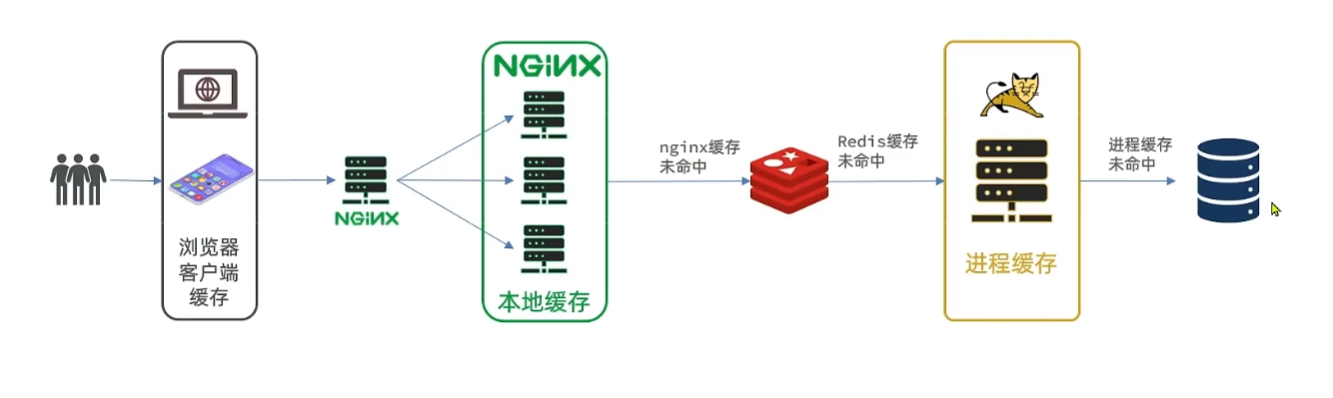 浏览器
客户端
缓存
NGINX
NGINX
本地缓存
nginx缓存
未命中
Redis缓存
未命中
进程缓存
进程缓存
未命中